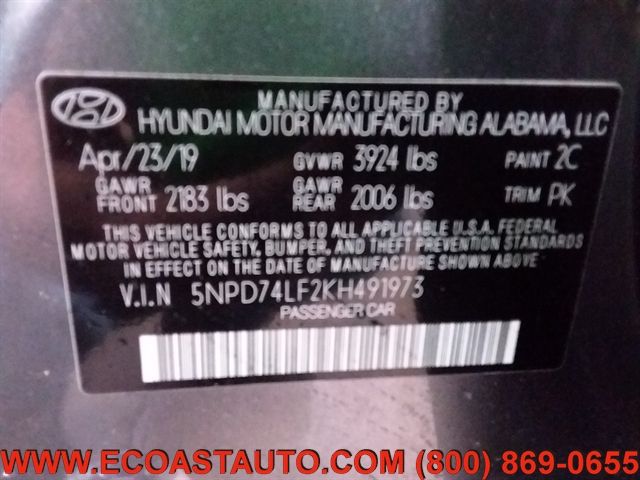 MANUFACTURED BY
HYUNDAI MOTOR MANUFACTURING ALABAMA, LLC
Apr/23/19 GVWR 3924 lbs PAINT 2C
GAWR FRONT 2183 lbs GAWR REAR 2006 lbs TRIM PK
THIS VEHICLE CONFORMS TO ALL APPLICABLE U.S.A. FEDERAL
MOTOR VEHICLE SAFETY, BUMPER, AND THEFT PREVENTION STANDARDS
IN EFFECT ON THE DATE OF MANUFACTURE SHOWN ABOVE
V.I.N 5NPD74LF2KH491973
PASSENGER CAR
WWW.ECOASTAUTO.COM (800) 869-0655